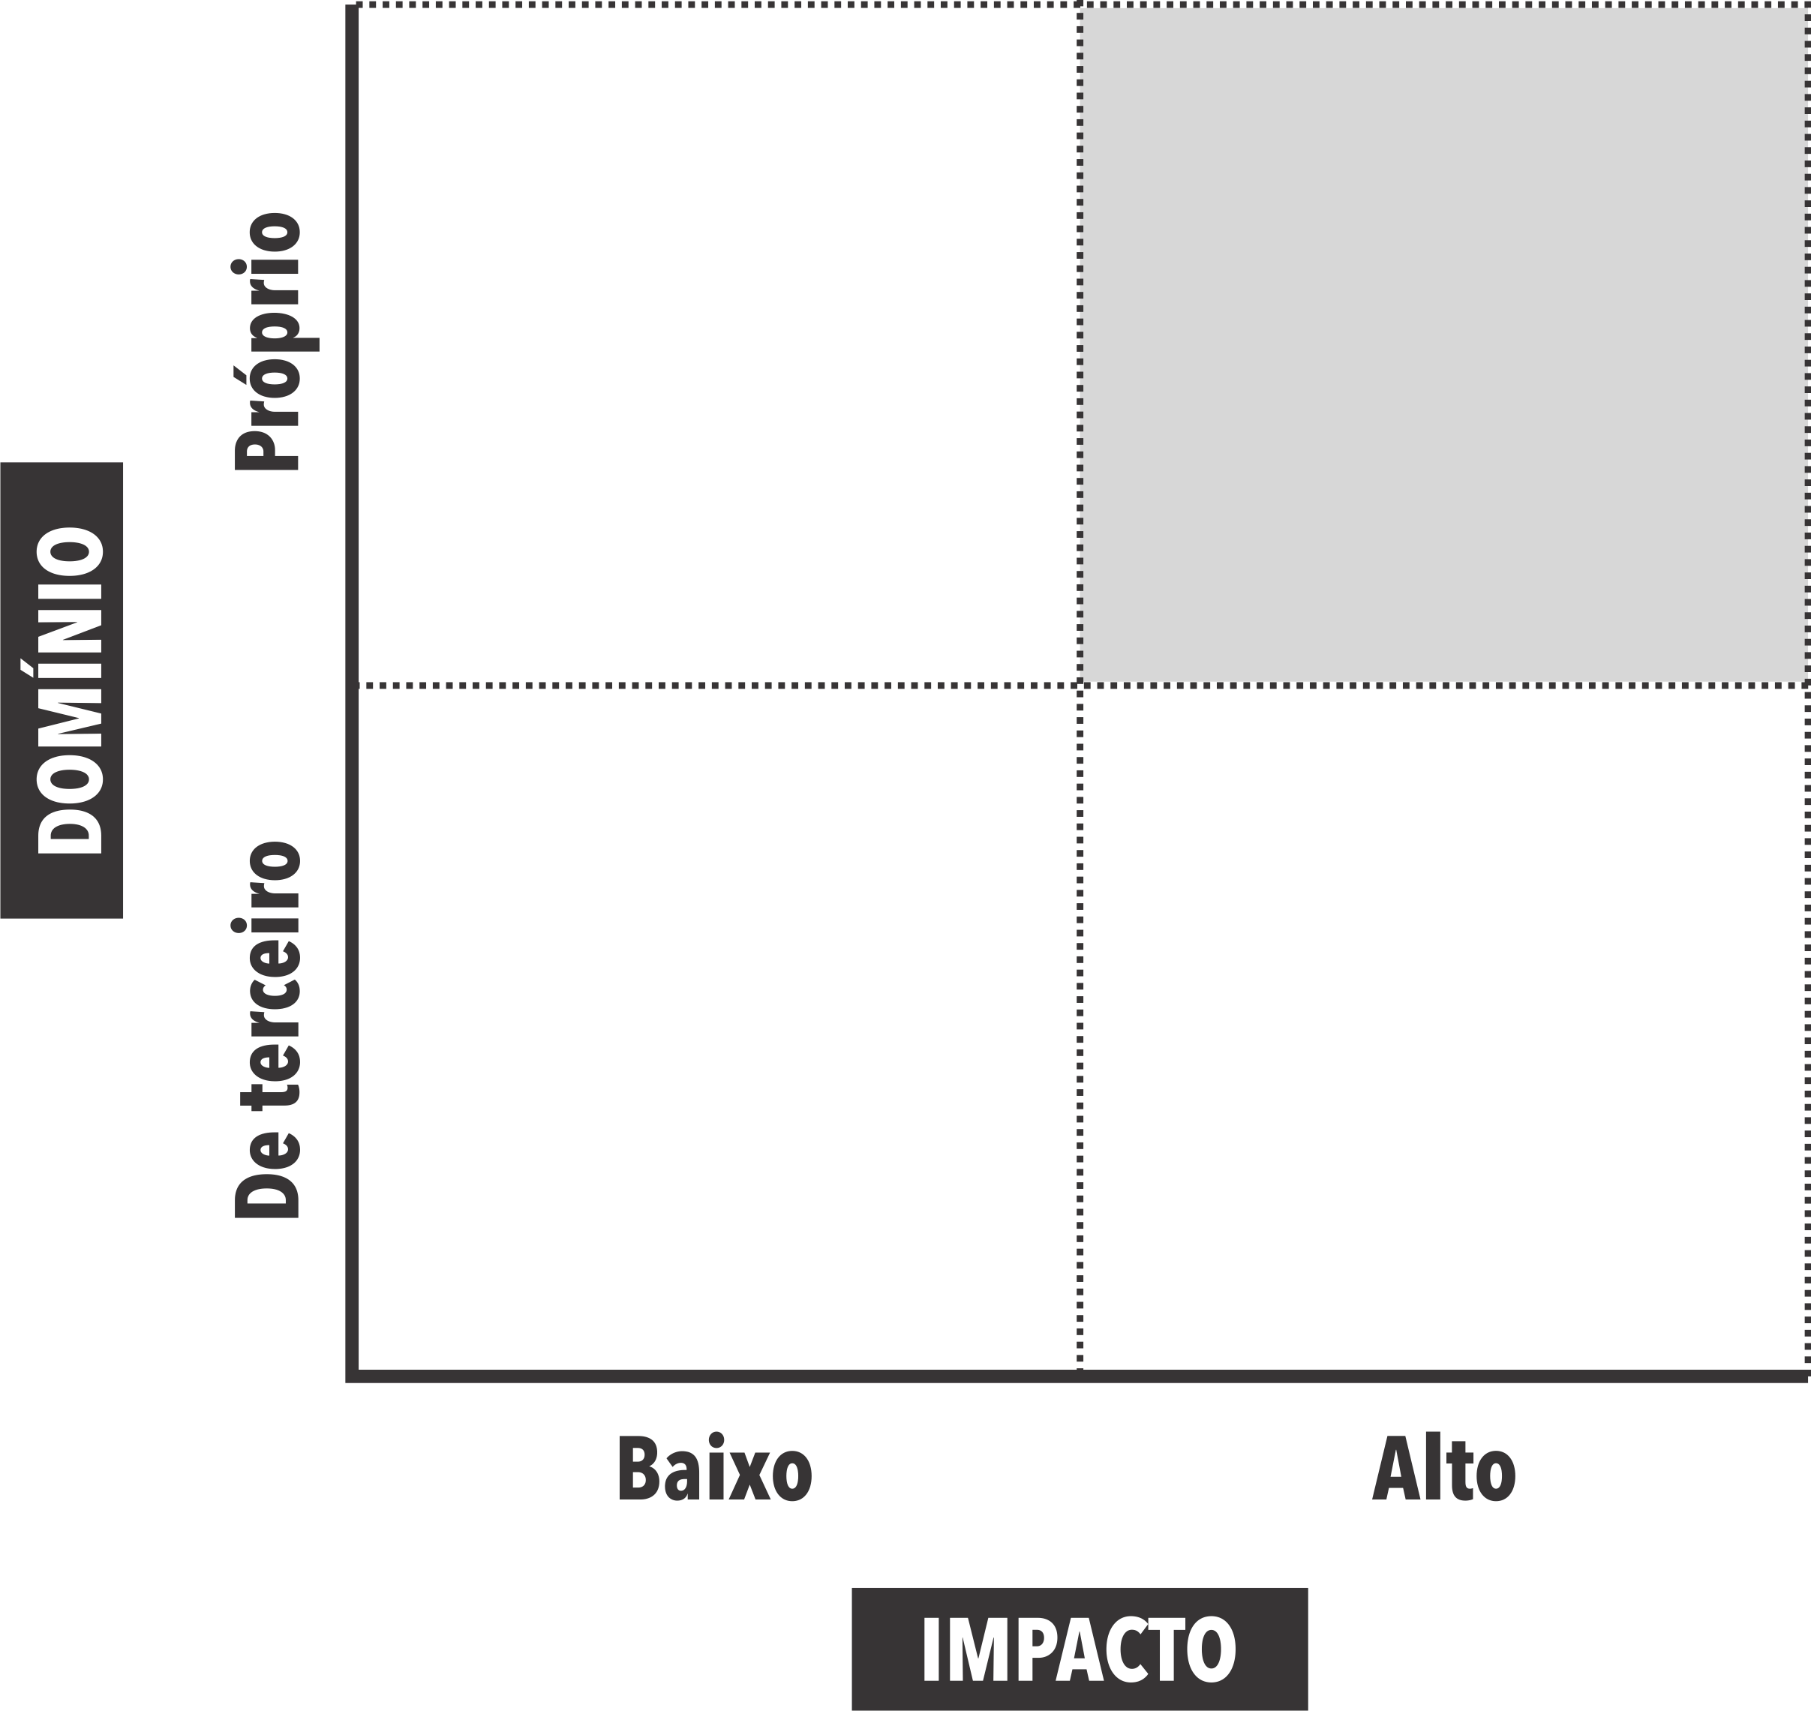 DOMÍNIO
Próprio
De terceiro
Baixo
Alto
IMPACTO